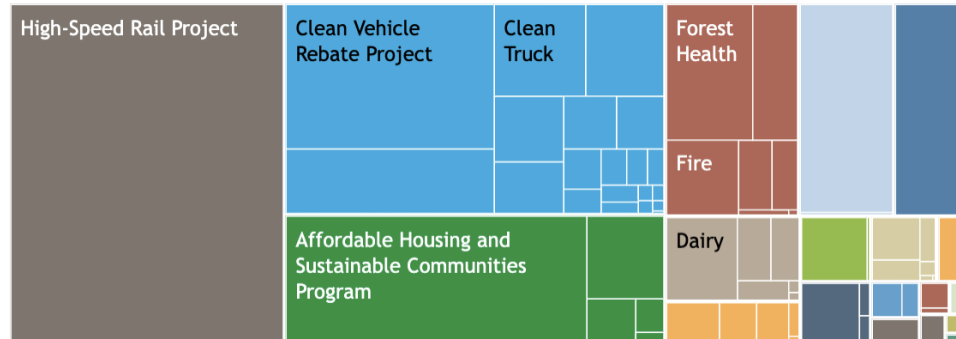 High-Speed Rail Project
Clean Vehicle
Rebate Project
Clean
Truck
Forest
Health
Fire
Affordable Housing and
Sustainable Communities
Program
Dairy